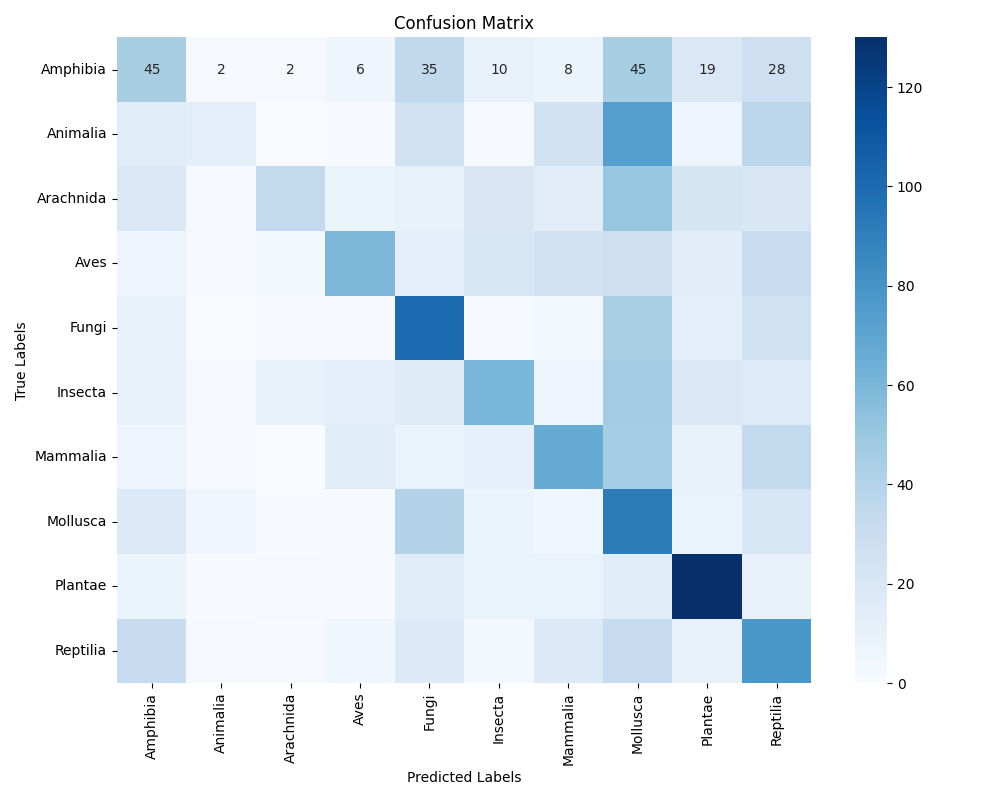 Confusion Matrix
True Labels
Amphibia 45 2 2 6 35 10 8 45 19 28
Animalia
Arachnida
Aves
Fungi
Insecta
Mammalia
Mollusca
Plantae
Reptilia
Amphibia Animalia Arachnida Aves Fungi Insecta Mammalia Mollusca Plantae Reptilia
Predicted Labels
120
100
80
60
40
20
0